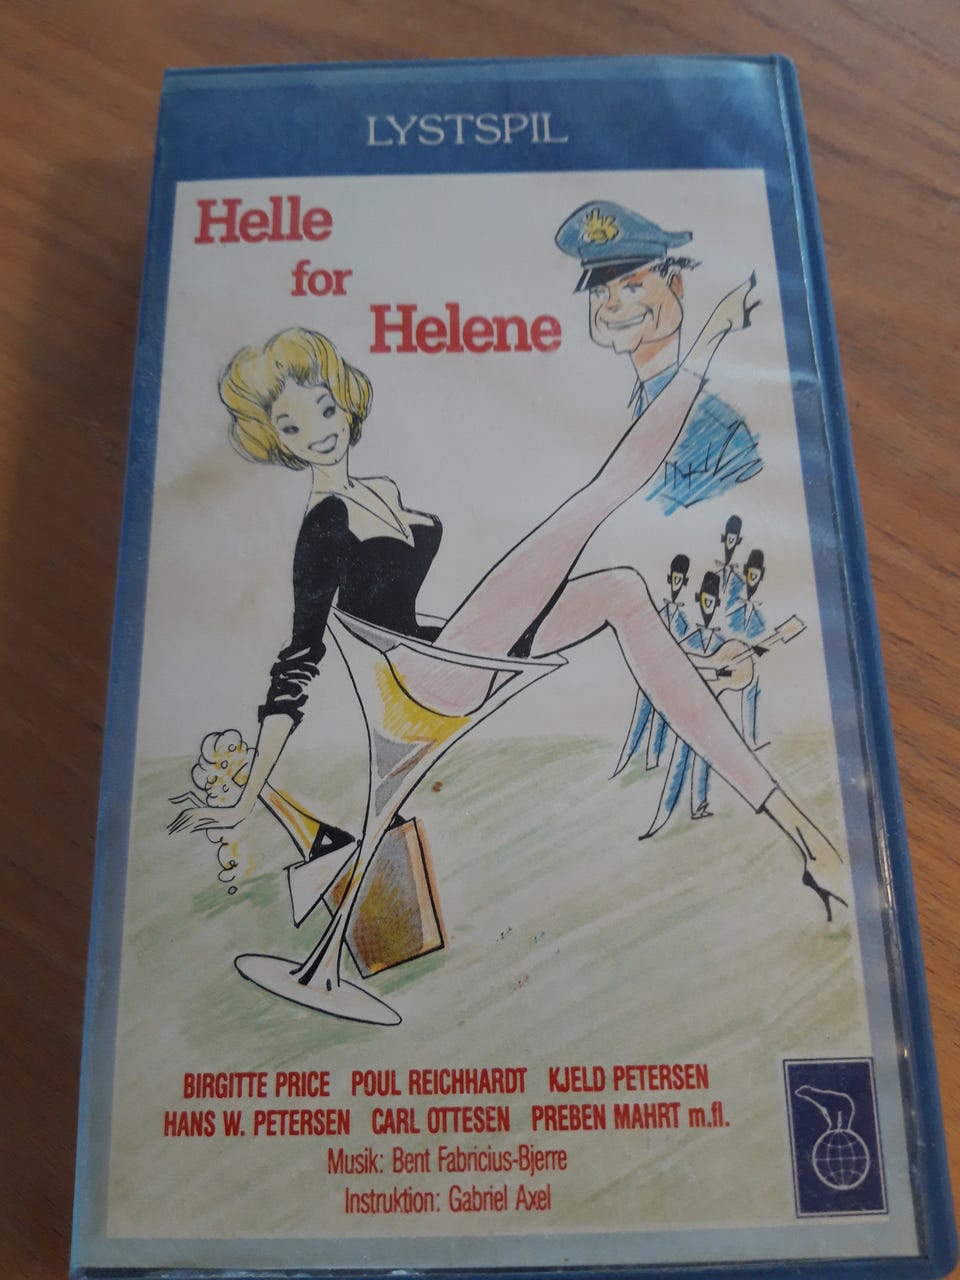 LYSTSPIL
Helle
for
Helene
BIRGITTE PRICE POUL REICHHARDT KJELD PETERSEN
HANS W. PETERSEN CARL OTTESEN PREBEN MAHRT m.fl.
Musik: Bent Fabricius-Bjerre
Instruktion: Gabriel Axel